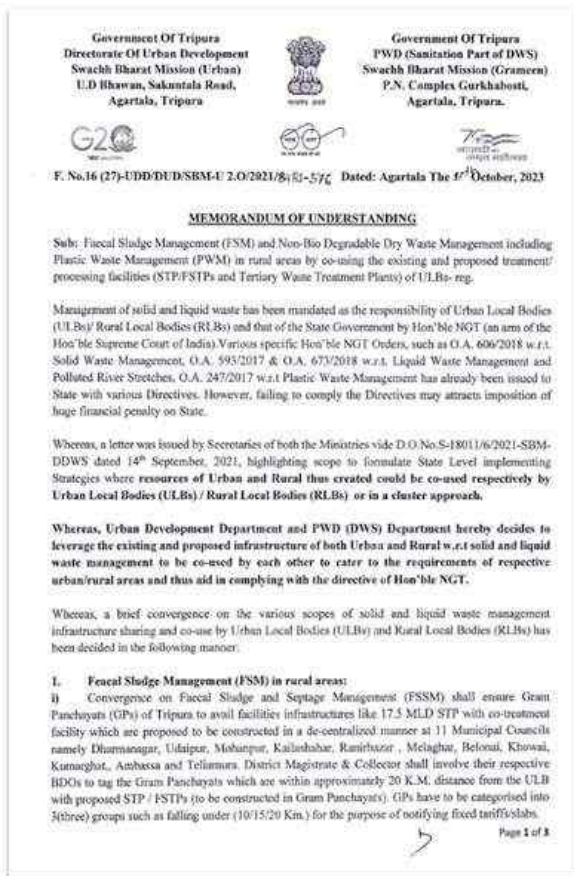 Government Of Tripura
Directorate Of Urban Development
Swachh Bharat Mission (Urban)
U.D Bhawan, Sakuntala Road,
Agartala, Tripura
Government Of Tripura
PWD (Sanitation Part of DWS)
Swachh Bharat Mission (Grameen)
P.N. Complex Gurkhabosti,
Agartala, Tripura.
G20
F. No.16 (27)-UDD/DUD/SBM-U 2.O/2021/ Dated: Agartala The October, 2023
MEMORANDUM OF UNDERSTANDING
Sub: Faecal Sludge Management (FSM) and Non-Bio Degradable Dry Waste Management including
Plastic Waste Management (PWM) in rural areas by co-using the existing and proposed treatment/
processing facilities (STP/FSTPs and Tertiary Waste Treatment Plants) of ULBs- reg.
Management of solid and liquid waste has been mandated as the responsibility of Urban Local Bodies
(ULBs)/ Rural Local Bodies (RLBs) and that of the State Government by Hon'ble NGT (an arms of the
Hon'ble Supreme Court of India).Various specific Hon'ble NGT Orders, such as O.A. 606/2018 w.r.t.
Solid Waste Management, O.A. 593/2017 & O.A. 673/2018 w.r.t. Liquid Waste Management and
Polluted River Stretches, O.A. 247/2017 w.r.t Plastic Waste Management has already been issued to
State with various Directives. However, failing to comply the Directives may attracts imposition of
huge financial penalty on State.
Whereas, a letter was issued by Secretaries of both the Ministries vide D.O.No.S-18011/6/2021-SBM-
DDWS dated 14th September, 2021, highlighting scope to formulate State Level implementing
Strategies where resources of Urban and Rural thus created could be co-used respectively by
Urban Local Bodies (ULBs) / Rural Local Bodies (RLBs) or in a cluster approach.
Whereas, Urban Development Department and PWD (DWS) Department hereby decides to
leverage the existing and proposed infrastructure of both Urban and Rural w.r.t solid and liquid
waste management to be co-used by each other to cater to the requirements of respective
urban/rural areas and thus aid in complying with the directive of Hon'ble NGT.
Whereas, a brief convergence on the various scopes of solid and liquid waste management
infrastructure sharing and co-use by Urban Local Bodies (ULBs) and Rural Local Bodies (RLBs) has
been decided in the following manner:
1. Feacal Sludge Management (FSM) in rural areas:
i) Convergence on Faecal Sludge and Septage Management (FSSM) shall ensure Gram
Panchayats (GPs) of Tripura to avail facilities infrastructures like 17.5 MLD STP with co-treatment
facility which are proposed to be constructed in a de-centralized manner at 11 Municipal Councils
namely Dharmanagar, Udaipur, Mohanpur, Kailashahar, Ranirbazar , Melaghar, Belonai, Khowai,
Kumarghat,, Ambassa and Teliamura. District Magistrate & Collector shall involve their respective
BDOs to tag the Gram Panchayats which are within approximately 20 K.M. distance from the ULB
with proposed STP / FSTPs (to be constructed in Gram Panchayats). GPs have to be categorised into
3(three) groups such as falling under (10/15/20 Km.) for the purpose of notifying fixed tariffs/slabs.
Page 1 of 3